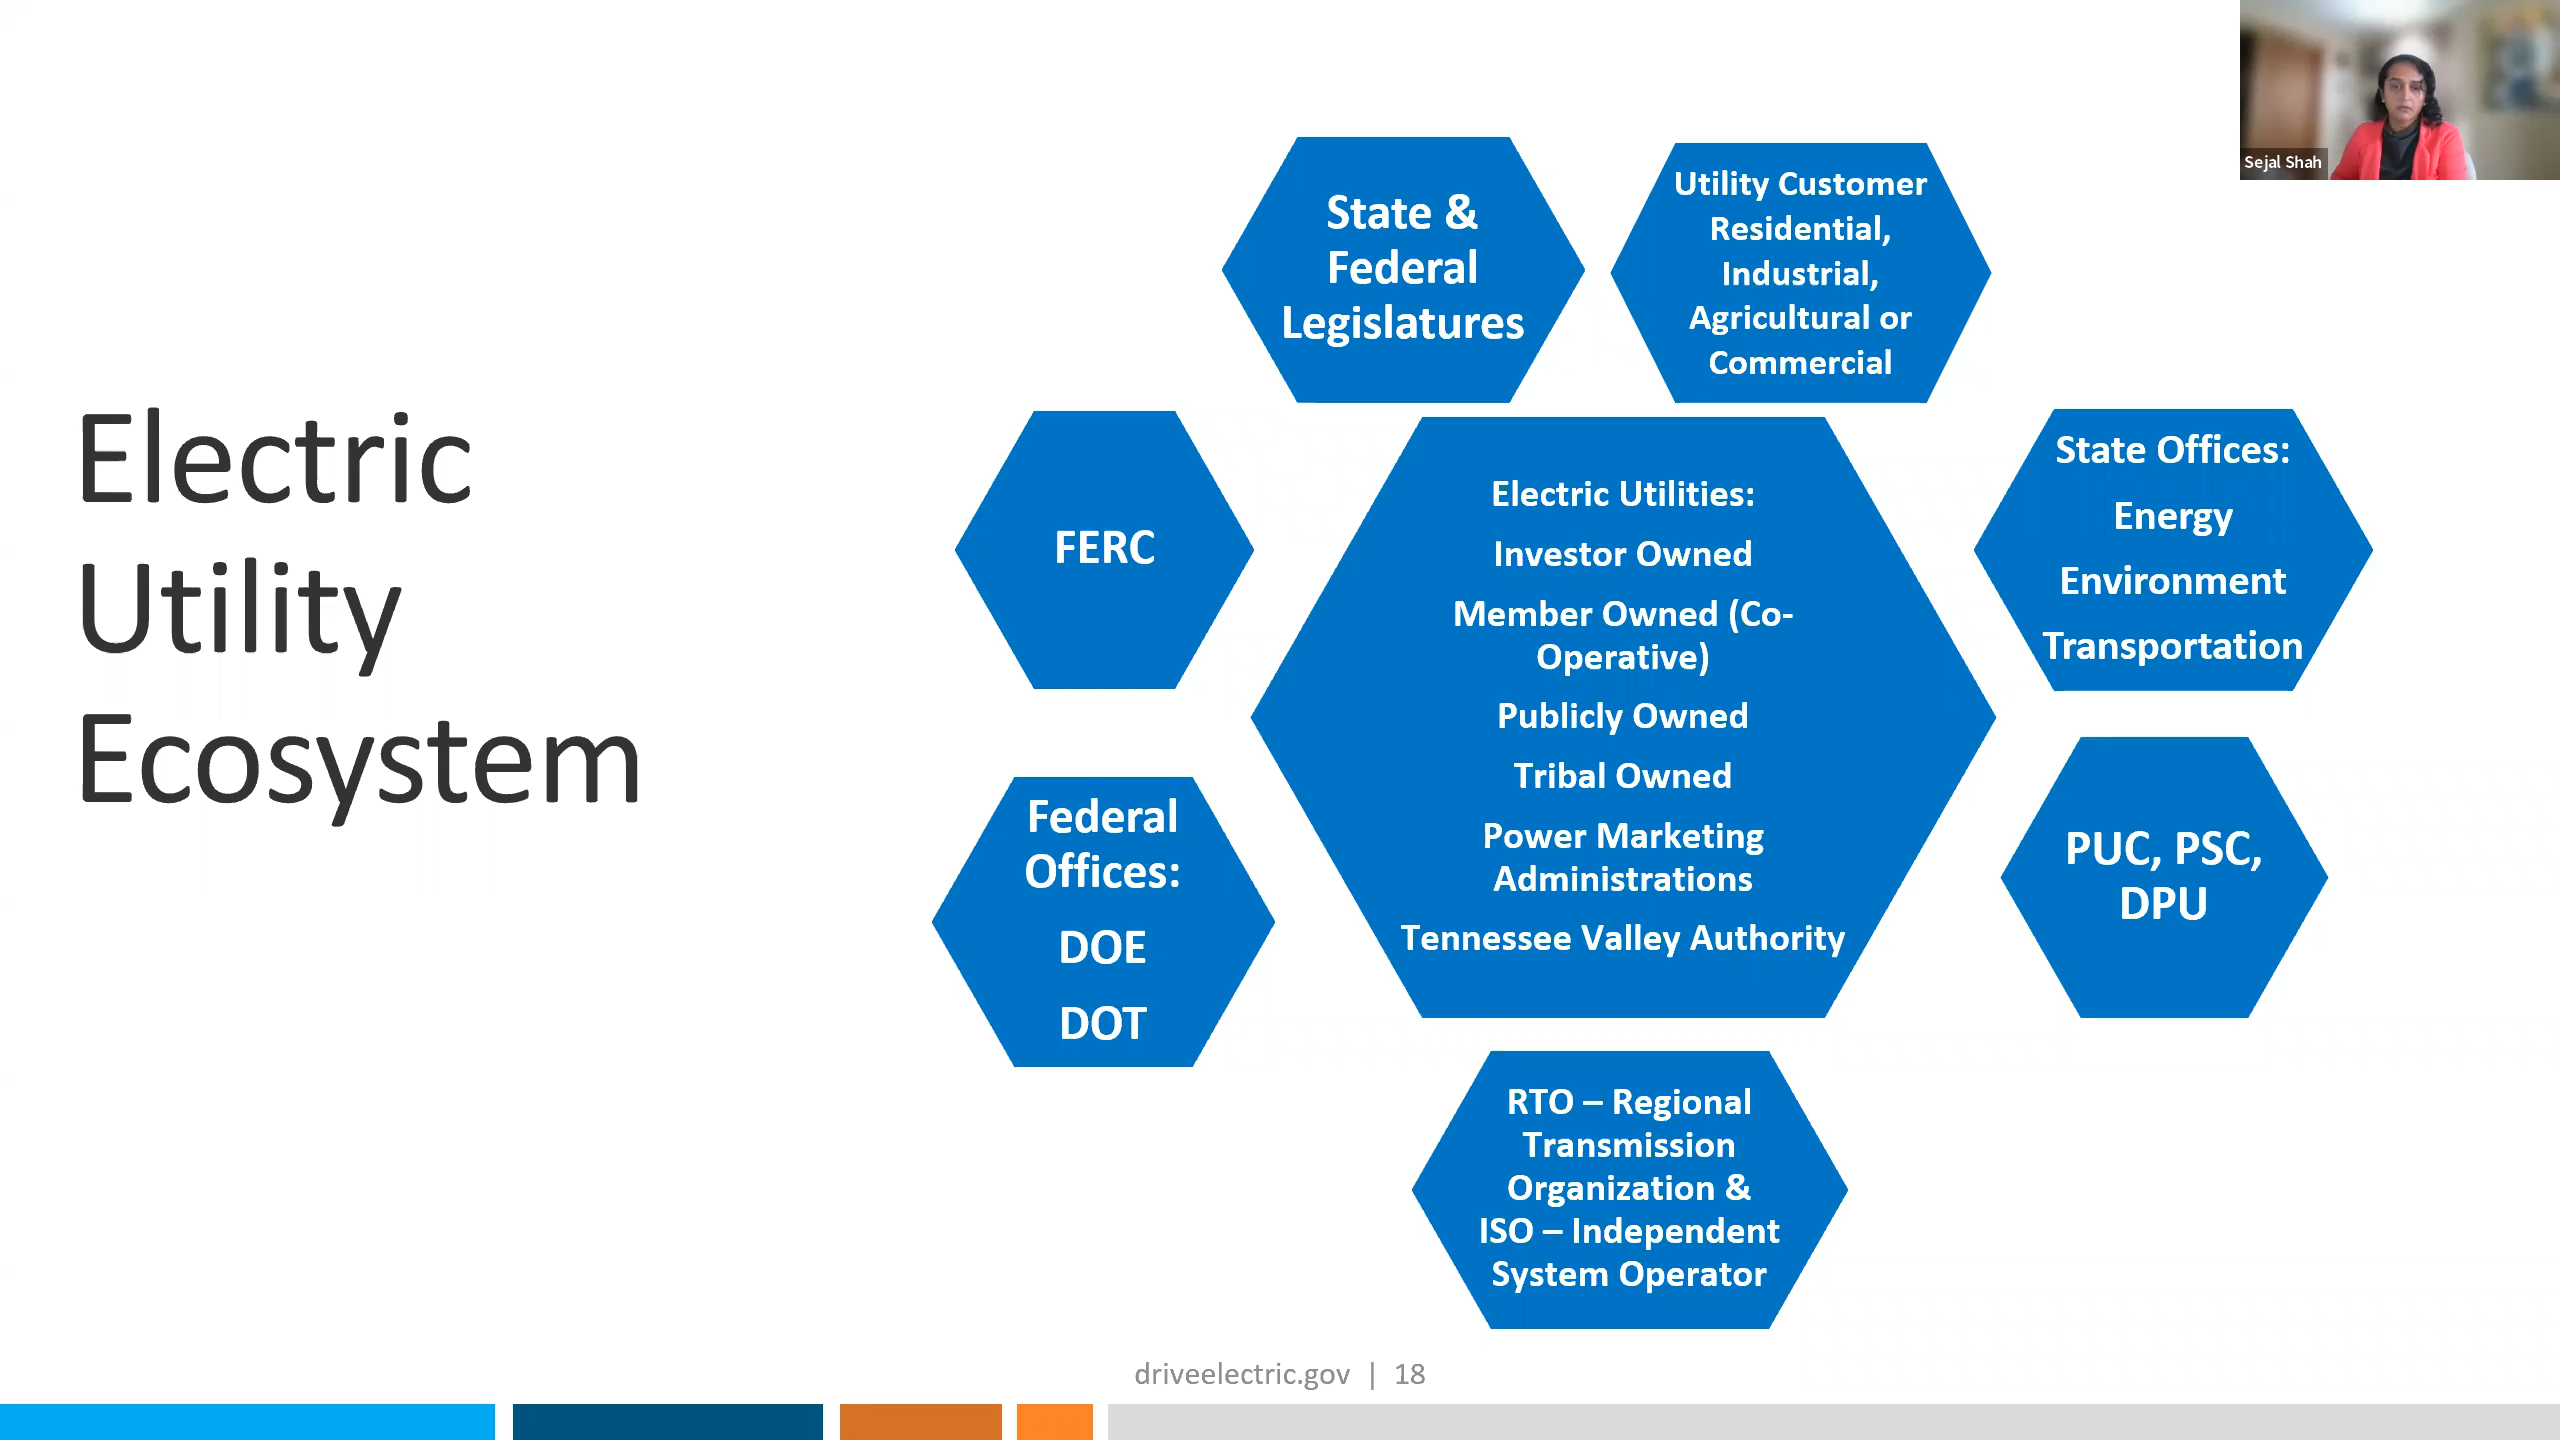 Electric
Utility
Ecosystem
State &
Federal
Legislatures
Utility Customer
Residential,
Industrial,
Agricultural or
Commercial
FERC
Electric Utilities:
Investor Owned
Member Owned (Co-
Operative)
Publicly Owned
Tribal Owned
Power Marketing
Administrations
Tennessee Valley Authority
State Offices:
Energy
Environment
Transportation
Federal
Offices:
DOE
DOT
PUC, PSC,
DPU
RTO – Regional
Transmission
Organization &
ISO – Independent
System Operator
driveelectric.gov | 18
Sejal Shah